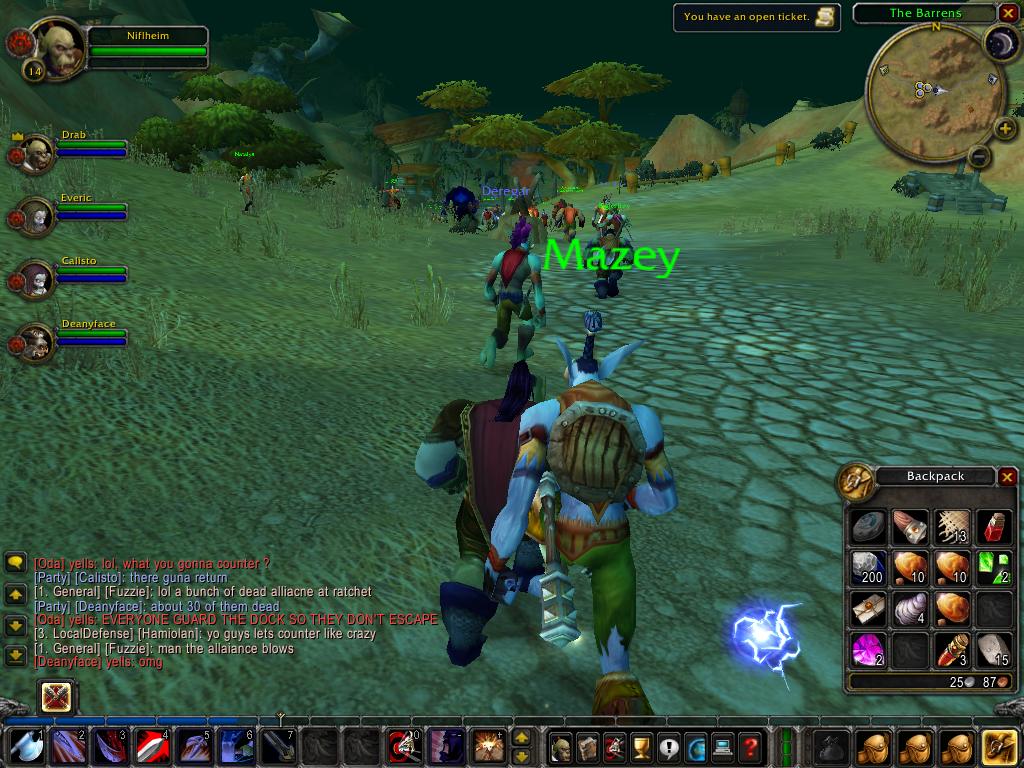 Niflheim
14
You have an open ticket.
The Barrens
N
Drab
Everic
Calisto
Deanyface
Deregar
Mazey
Backpack
13
200
10
10
2
4
2
3
15
25 87
[Oda] yells: lol, what you gonna counter ?
[Party] [Calisto]: there guna return
[1. General] [Fuzzie]: lol a bunch of dead alliacne at ratchet
[Party] [Deanyface]: about 30 of them dead
[Oda] yells: EVERYONE GUARD THE DOCK SO THEY DON'T ESCAPE
[3. LocalDefense] [Hamiolan]: yo guys lets counter like crazy
[1. General] [Fuzzie]: man the allaiance blows
[Deanyface] yells: omg
1 2 3 4 5 6 7 0 - +